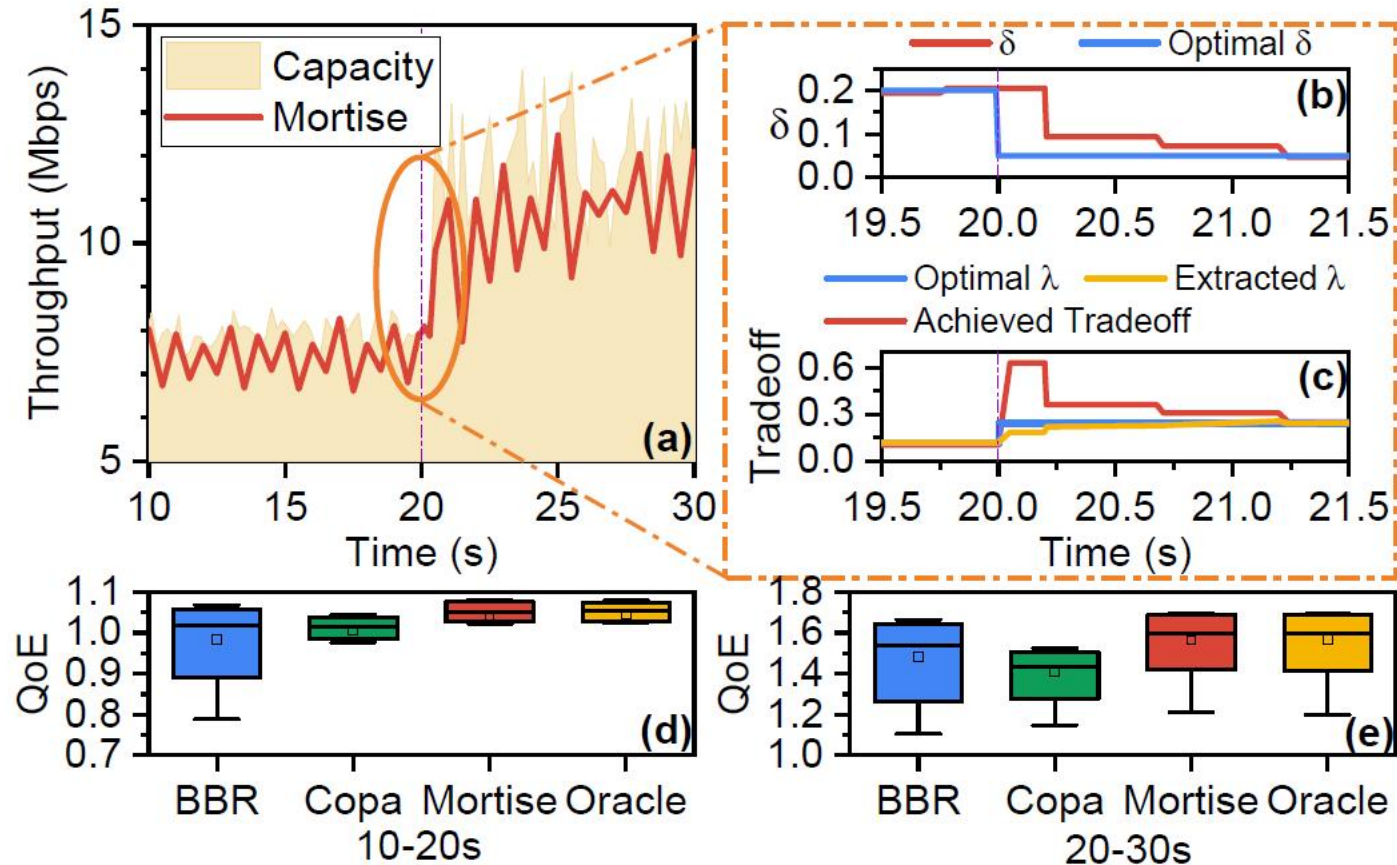 15
10
5
Throughput (Mbps)
Capacity
Mortise
(a)
10 15 20 25 30
Time (s)
δ Optimal δ
0.2
0.1
0.0
δ
(b)
19.5 20.0 20.5 21.0 21.5
Optimal λ Extracted λ
Achieved Tradeoff
0.6
0.3
0.0
Tradeoff
(c)
19.5 20.0 20.5 21.0 21.5
Time (s)
1.1
1.0
0.9
0.8
0.7
QoE
(d)
BBR Copa Mortise Oracle
10-20s
1.8
1.6
1.4
1.2
1.0
QoE
(e)
BBR Copa Mortise Oracle
20-30s